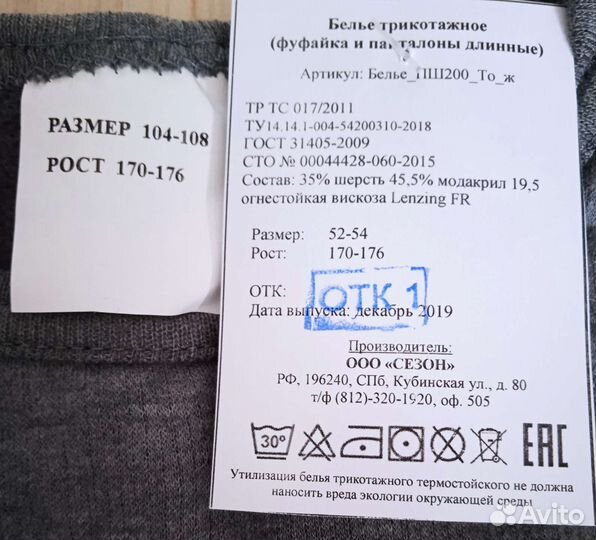 РАЗМЕР 104-108
РОСТ 170-176
Белье трикотажное
(фуфайка и панталоны длинные)
Артикул: Белье_ПШ200_То_ж
ТР ТС 017/2011
ТУ14.14.1-004-54200310-2018
ГОСТ 31405-2009
СТО № 00044428-060-2015
Состав: 35% шерсть 45,5% модакрил 19,5
огнестойкая вискоза Lenzing FR
Размер: 52-54
Рост: 170-176
ОТК: ОТК 1
Дата выпуска: декабрь 2019
Производитель:
ООО «СЕЗОН»
РФ, 196240, СПб, Кубинская ул., д. 80
т/ф (812)-320-1920, оф. 505
30° EAC
Утилизация белья трикотажного термостойкого не должна
наносить вреда экологии окружающей среды
Avito